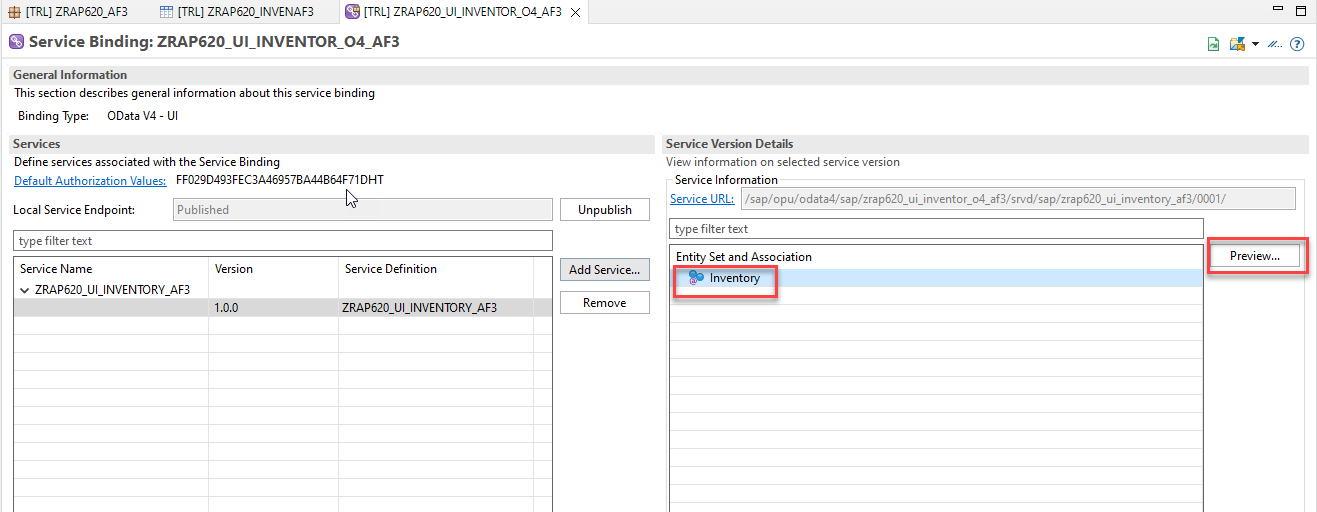 [TRL] ZRAP620_AF3
[TRL] ZRAP620_INVENAF3
[TRL] ZRAP620_UI_INVENTOR_O4_AF3
Service Binding: ZRAP620_UI_INVENTOR_O4_AF3
General Information
This section describes general information about this service binding
Binding Type: OData V4 - UI
Services
Define services associated with the Service Binding
Default Authorization Values: FF029D493FEC3A46957BA44B64F71DHT
Local Service Endpoint: Published Unpublish
type filter text
Service Name Version Service Definition
Add Service...
ZRAP620_UI_INVENTORY_AF3
Remove
1.0.0 ZRAP620_UI_INVENTORY_AF3
Service Version Details
View information on selected service version
Service Information
Service URL: /sap/opu/odata4/sap/zrap620_ui_inventor_o4_af3/srvd/sap/zrap620_ui_inventory_af3/0001/
type filter text
Entity Set and Association
Preview...
Inventory